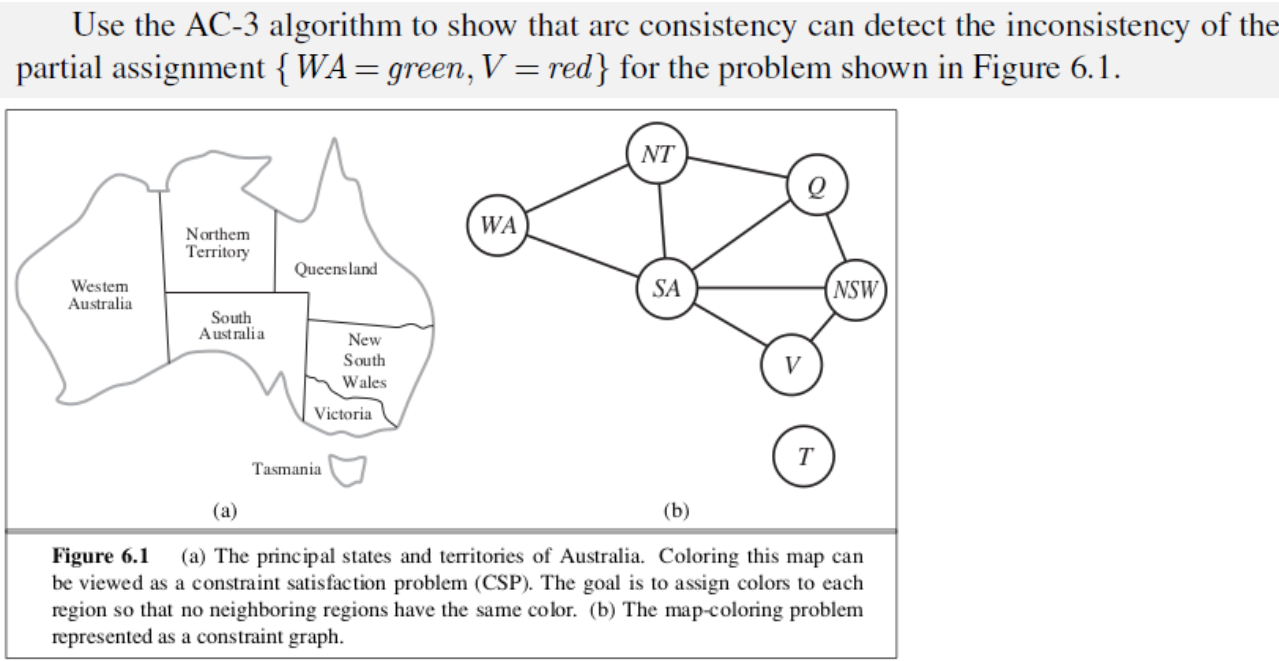 Use the AC-3 algorithm to show that arc consistency can detect the inconsistency of the
partial assignment { WA = green, V = red} for the problem shown in Figure 6.1.
Northern
Territory
Queensland
Western
Australia
South
Australia
New
South
Wales
Victoria
Tasmania
(a)
NT
Q
WA
SA
NSW
V
T
(b)
Figure 6.1 (a) The principal states and territories of Australia. Coloring this map can
be viewed as a constraint satisfaction problem (CSP). The goal is to assign colors to each
region so that no neighboring regions have the same color. (b) The map-coloring problem
represented as a constraint graph.